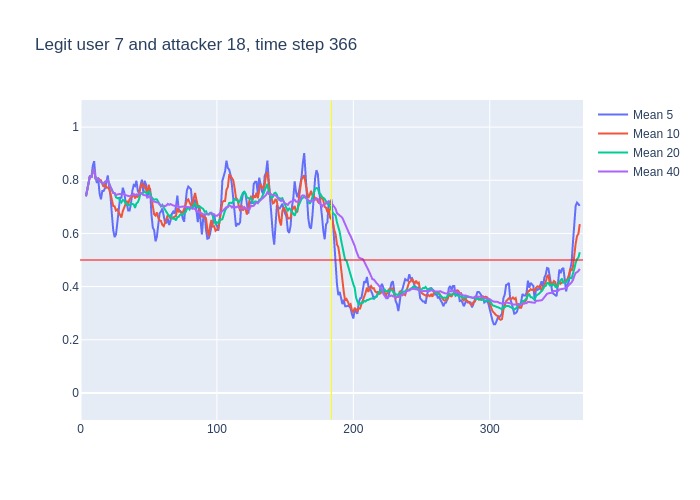 Legit user 7 and attacker 18, time step 366
Mean 5
Mean 10
Mean 20
Mean 40
1
0.8
0.6
0.4
0.2
0
0 100 200 300